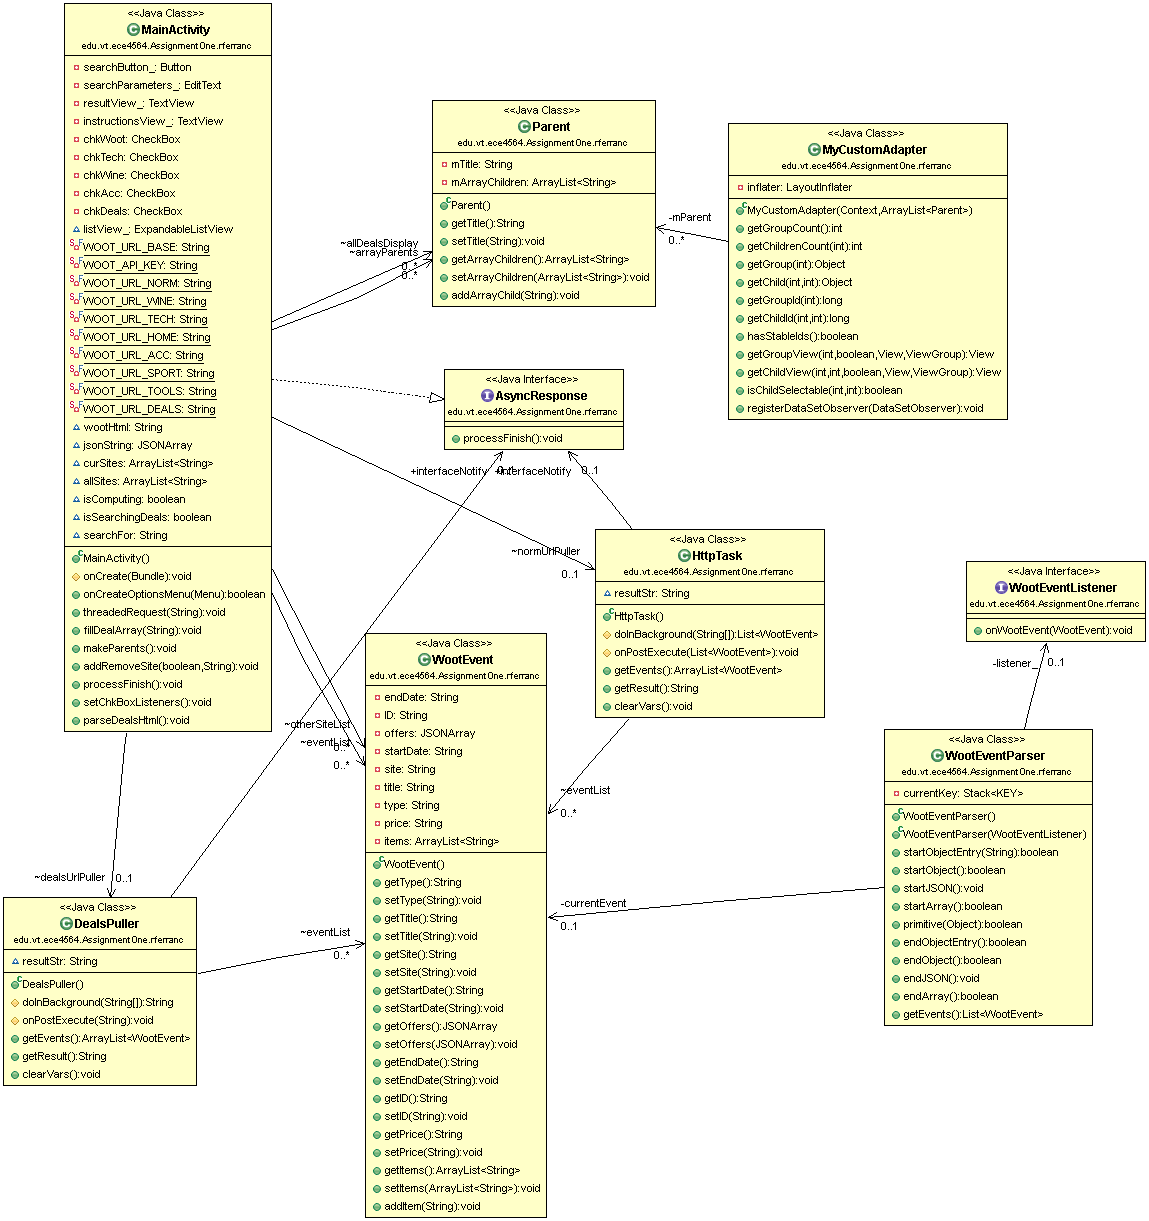 <<Java Class>>
MainActivity
edu.vt.ece4564.AssignmentOne.rferranc
searchButton_: Button
searchParameters_: EditText
resultView_: TextView
instructionsView_: TextView
chkWoot: CheckBox
chkTech: CheckBox
chkWine: CheckBox
chkAcc: CheckBox
chkDeals: CheckBox
listView_: ExpandableListView
WOOT_URL_BASE: String
WOOT_API_KEY: String
WOOT_URL_NORM: String
WOOT_URL_WINE: String
WOOT_URL_TECH: String
WOOT_URL_HOME: String
WOOT_URL_ACC: String
WOOT_URL_SPORT: String
WOOT_URL_TOOLS: String
WOOT_URL_DEALS: String
wootHtml: String
jsonString: JSONArray
curSites: ArrayList<String>
allSites: ArrayList<String>
isComputing: boolean
isSearchingDeals: boolean
searchFor: String
MainActivity()
onCreate(Bundle):void
onCreateOptionsMenu(Menu):boolean
threadedRequest(String):void
fillDealArray(String):void
makeParents():void
addRemoveSite(boolean,String):void
processFinish():void
setChkBoxListeners():void
parseDealsHtml():void
<<Java Class>>
Parent
edu.vt.ece4564.AssignmentOne.rferranc
mTitle: String
mArrayChildren: ArrayList<String>
Parent()
getTitle():String
setTitle(String):void
getArrayChildren():ArrayList<String>
setArrayChildren(ArrayList<String>):void
addArrayChild(String):void
<<Java Class>>
MyCustomAdapter
edu.vt.ece4564.AssignmentOne.rferranc
inflater: LayoutInflater
MyCustomAdapter(Context,ArrayList<Parent>)
getGroupCount():int
getChildrenCount(int):int
getGroup(int):Object
getChild(int,int):Object
getGroupId(int):long
getChildId(int,int):long
hasStableIds():boolean
getGroupView(int,boolean,View,ViewGroup):View
getChildView(int,int,boolean,View,ViewGroup):View
isChildSelectable(int,int):boolean
registerDataSetObserver(DataSetObserver):void
-mParent
0..*
~allDealsDisplay
~arrayParents
0..*
0..*
<<Java Interface>>
AsyncResponse
edu.vt.ece4564.AssignmentOne.rferranc
processFinish():void
+interfaceNotify
0..1
+interfaceNotify
0..1
~normUrlPuller
0..1
<<Java Class>>
HttpTask
edu.vt.ece4564.AssignmentOne.rferranc
resultStr: String
HttpTask()
doInBackground(String[]):List<WootEvent>
onPostExecute(List<WootEvent>):void
getEvents():ArrayList<WootEvent>
getResult():String
clearVars():void
<<Java Interface>>
WootEventListener
edu.vt.ece4564.AssignmentOne.rferranc
onWootEvent(WootEvent):void
-listener_
0..1
<<Java Class>>
WootEvent
edu.vt.ece4564.AssignmentOne.rferranc
endDate: String
ID: String
offers: JSONArray
startDate: String
site: String
title: String
type: String
price: String
items: ArrayList<String>
WootEvent()
getType():String
setType(String):void
getTitle():String
setTitle(String):void
getSite():String
setSite(String):void
getStartDate():String
setStartDate(String):void
getOffers():JSONArray
setOffers(JSONArray):void
getEndDate():String
setEndDate(String):void
getID():String
setID(String):void
getPrice():String
setPrice(String):void
getItems():ArrayList<String>
setItems(ArrayList<String>):void
addItem(String):void
~otherSiteList
0..*
~eventList
0..*
~eventList
0..*
<<Java Class>>
WootEventParser
edu.vt.ece4564.AssignmentOne.rferranc
currentKey: Stack<KEY>
WootEventParser()
WootEventParser(WootEventListener)
startObjectEntry(String):boolean
startObject():boolean
startJSON():void
startArray():boolean
primitive(Object):boolean
endObjectEntry():boolean
endObject():boolean
endJSON():void
endArray():boolean
getEvents():List<WootEvent>
-currentEvent
0..1
~dealsUrlPuller
0..1
<<Java Class>>
DealsPuller
edu.vt.ece4564.AssignmentOne.rferranc
resultStr: String
DealsPuller()
doInBackground(String[]):String
onPostExecute(String):void
getEvents():ArrayList<WootEvent>
getResult():String
clearVars():void
~eventList
0..*